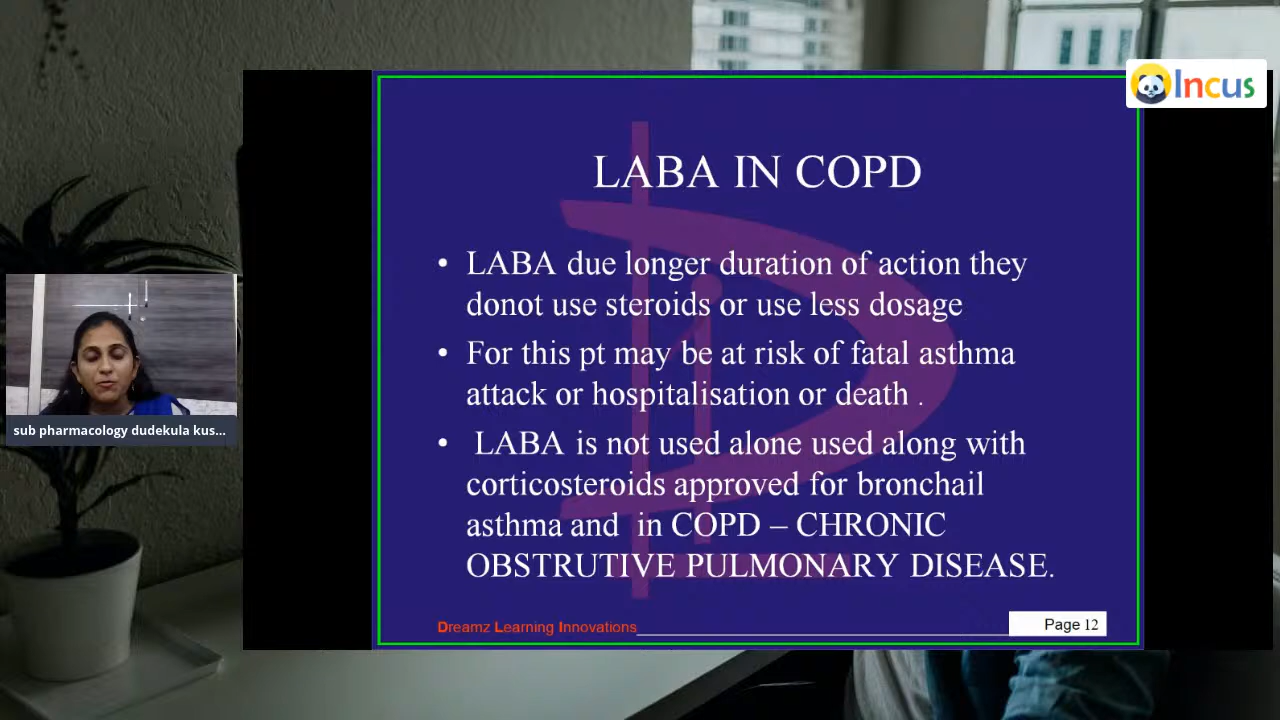 Incus
LABA IN COPD
• LABA due longer duration of action they
donot use steroids or use less dosage
• For this pt may be at risk of fatal asthma
attack or hospitalisation or death .
• LABA is not used alone used along with
corticosteroids approved for bronchail
asthma and in COPD – CHRONIC
OBSTRUTIVE PULMONARY DISEASE.
sub pharmacology dudekula kus...
Dreamz Learning Innovations
Page 12